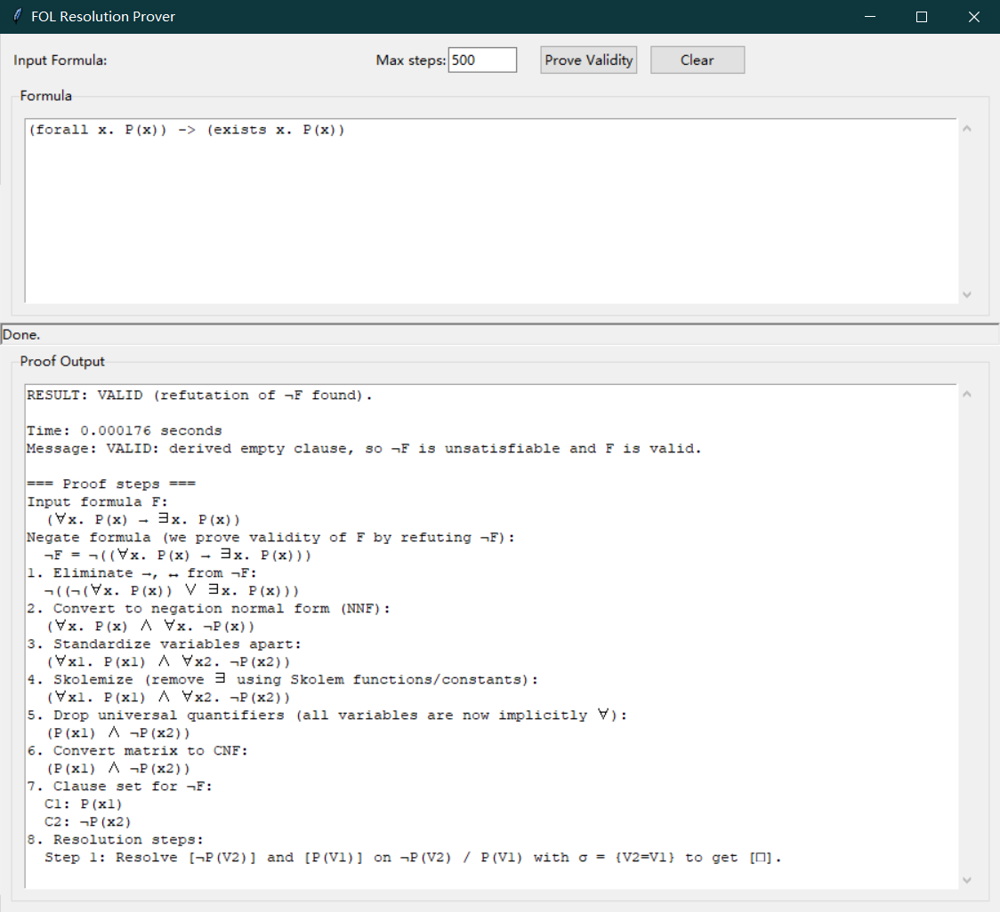 FOL Resolution Prover
Input Formula: Max steps: 500 Prove Validity Clear
Formula
(forall x. P(x)) -> (exists x. P(x))
Done.
Proof Output
RESULT: VALID (refutation of ¬F found).
Time: 0.000176 seconds
Message: VALID: derived empty clause, so ¬F is unsatisfiable and F is valid.
=== Proof steps ===
Input formula F:
(∀x. P(x) → ∃x. P(x))
Negate formula (we prove validity of F by refuting ¬F):
¬F = ¬((∀x. P(x) → ∃x. P(x)))
1. Eliminate →, ↔ from ¬F:
¬((¬(∀x. P(x)) ∨ ∃x. P(x)))
2. Convert to negation normal form (NNF):
(∀x. P(x) ∧ ∀x. ¬P(x))
3. Standardize variables apart:
(∀x1. P(x1) ∧ ∀x2. ¬P(x2))
4. Skolemize (remove ∃ using Skolem functions/constants):
(∀x1. P(x1) ∧ ∀x2. ¬P(x2))
5. Drop universal quantifiers (all variables are now implicitly ∀):
(P(x1) ∧ ¬P(x2))
6. Convert matrix to CNF:
(P(x1) ∧ ¬P(x2))
7. Clause set for ¬F:
C1: P(x1)
C2: ¬P(x2)
8. Resolution steps:
Step 1: Resolve [¬P(V2)] and [P(V1)] on ¬P(V2) / P(V1) with σ = {V2=V1} to get [□].